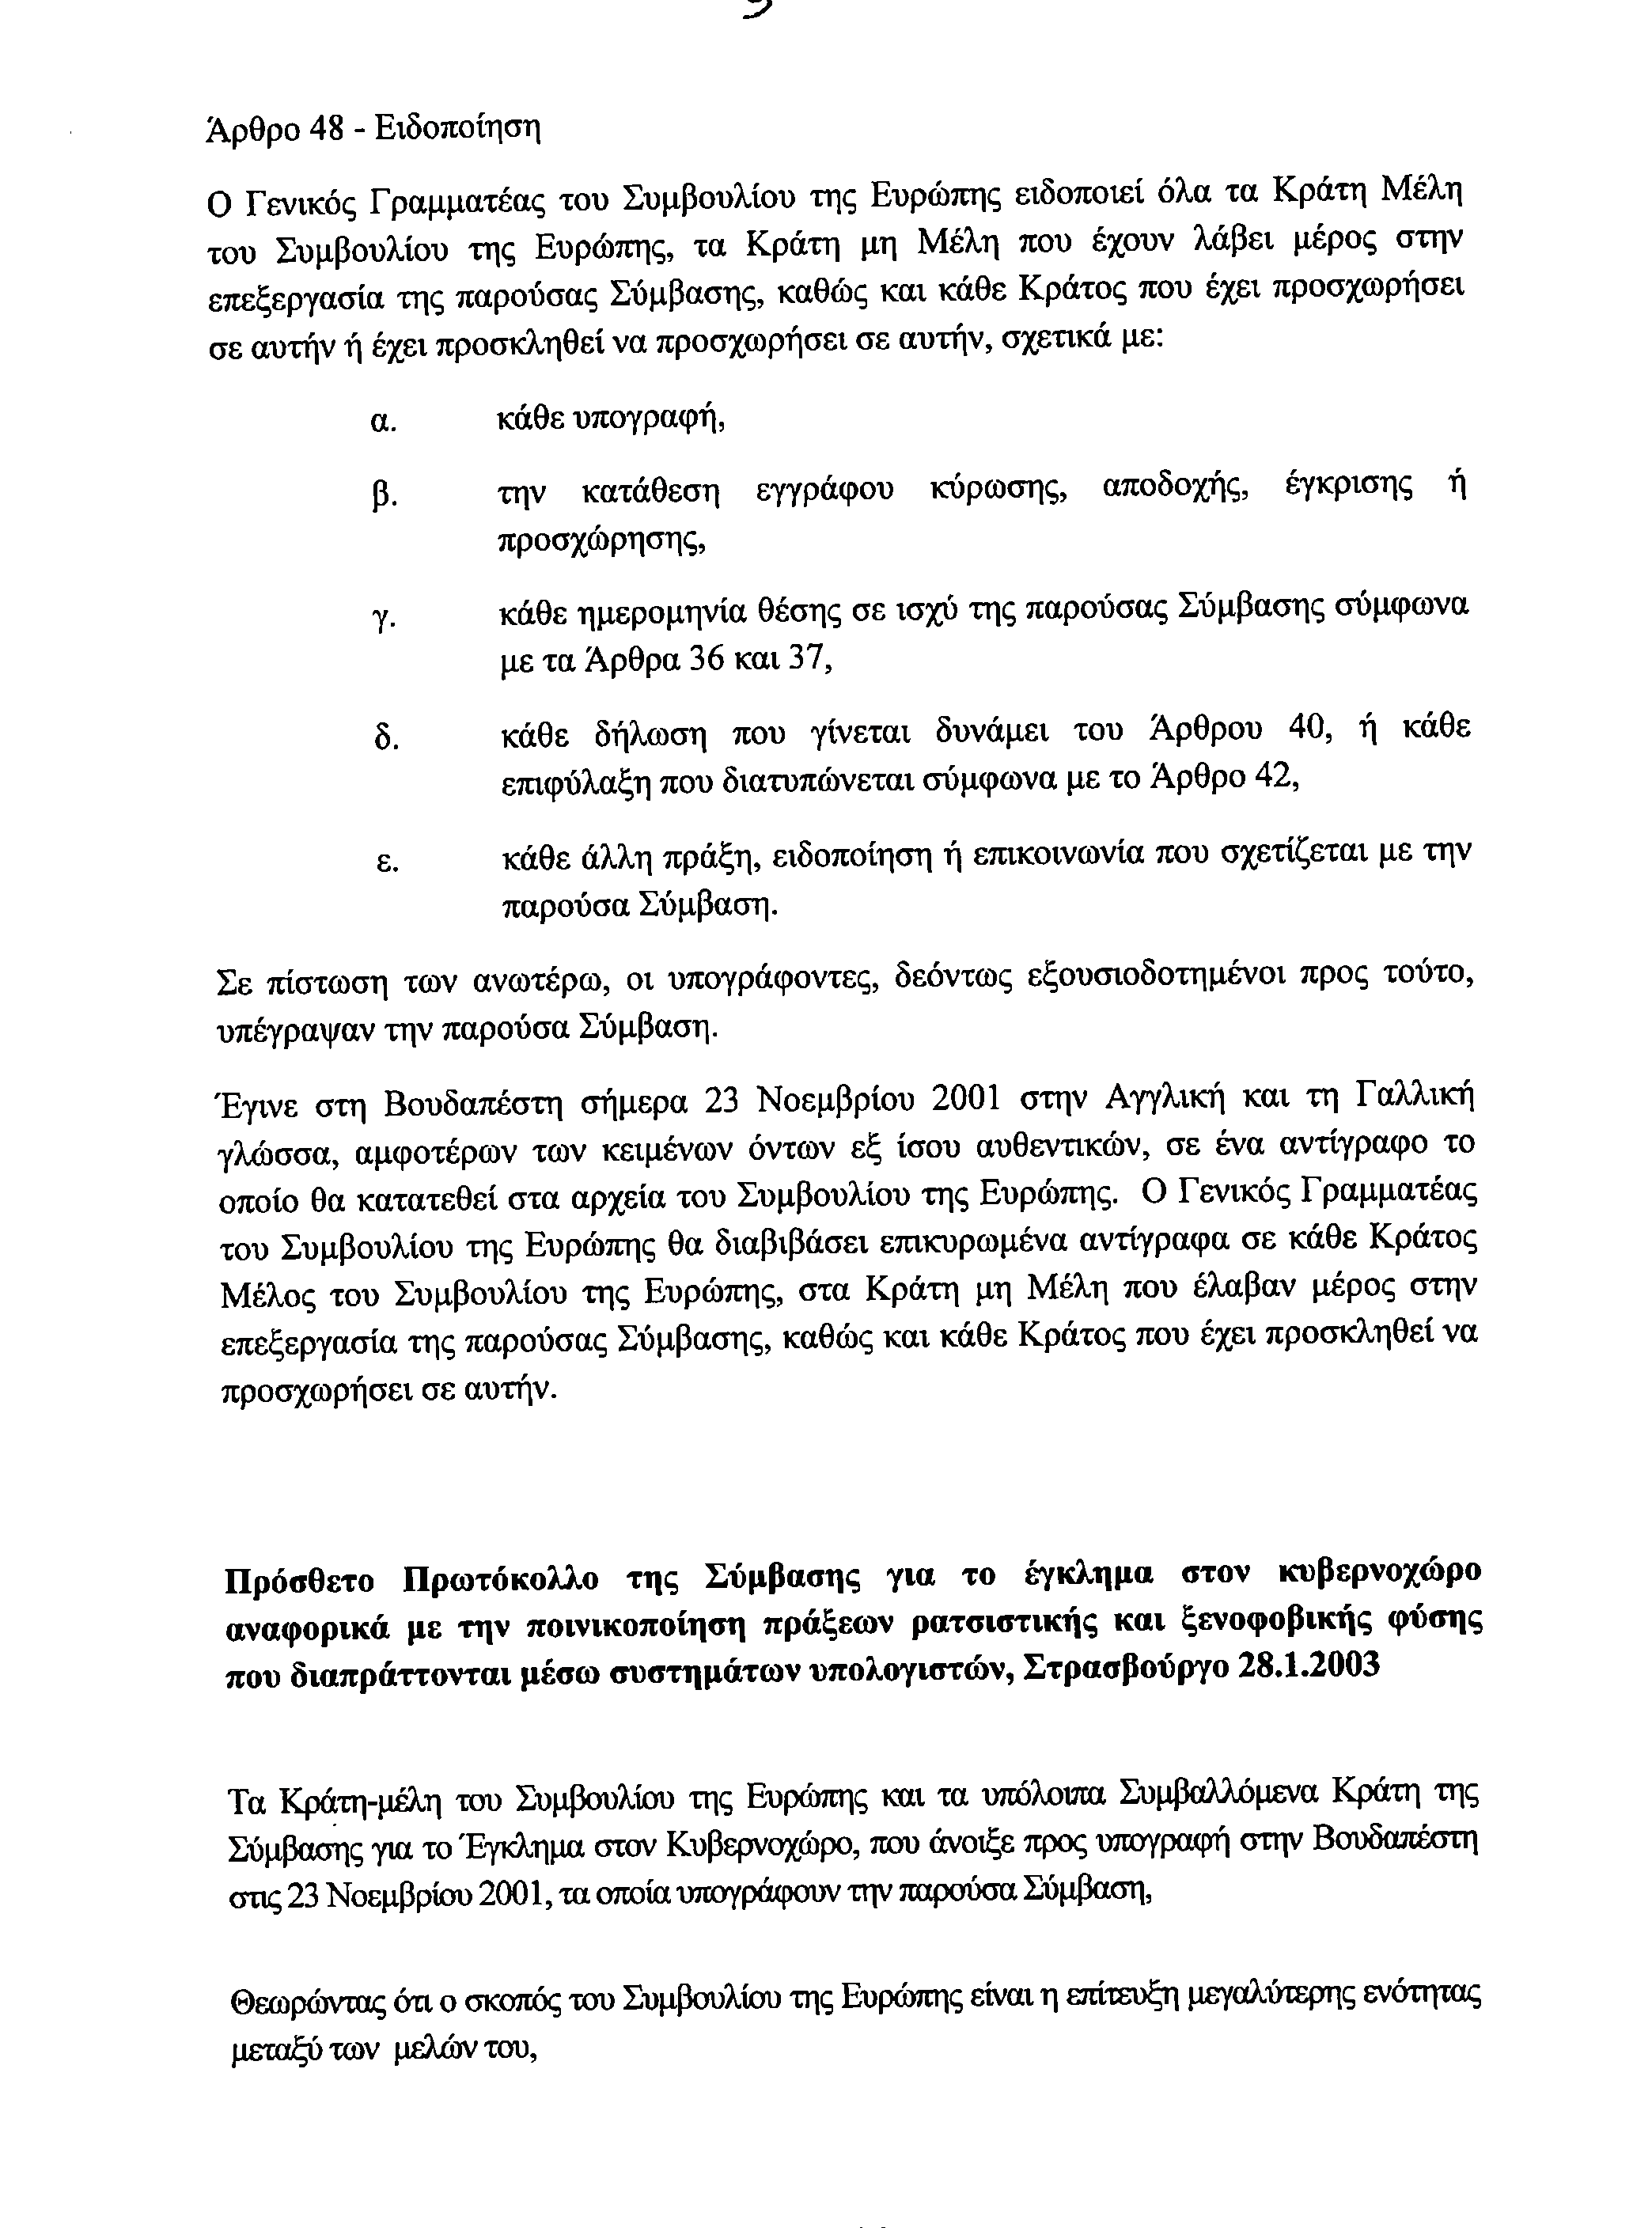 Άρθρο 48 - Ειδοποίηση
Ο Γενικός Γραμματέας του Συμβουλίου της Ευρώπης ειδοποιεί όλα τα Κράτη Μέλη
του Συμβουλίου της Ευρώπης, τα Κράτη μη Μέλη που έχουν λάβει μέρος στην
επεξεργασία της παρούσας Σύμβασης, καθώς και κάθε Κράτος που έχει προσχωρήσει
σε αυτήν ή έχει προσκληθεί να προσχωρήσει σε αυτήν, σχετικά με:
α. κάθε υπογραφή,
β. την κατάθεση εγγράφου κύρωσης, αποδοχής, έγκρισης ή
προσχώρησης,
γ. κάθε ημερομηνία θέσης σε ισχύ της παρούσας Σύμβασης σύμφωνα
με τα Άρθρα 36 και 37,
δ. κάθε δήλωση που γίνεται δυνάμει του Άρθρου 40, ή κάθε
επιφύλαξη που διατυπώνεται σύμφωνα με το Άρθρο 42,
ε. κάθε άλλη πράξη, ειδοποίηση ή επικοινωνία που σχετίζεται με την
παρούσα Σύμβαση.
Σε πίστωση των ανωτέρω, οι υπογράφοντες, δεόντως εξουσιοδοτημένοι προς τούτο,
υπέγραψαν την παρούσα Σύμβαση.
Έγινε στη Βουδαπέστη σήμερα 23 Νοεμβρίου 2001 στην Αγγλική και τη Γαλλική
γλώσσα, αμφοτέρων των κειμένων όντων εξ ίσου αυθεντικών, σε ένα αντίγραφο το
οποίο θα κατατεθεί στα αρχεία του Συμβουλίου της Ευρώπης. Ο Γενικός Γραμματέας
του Συμβουλίου της Ευρώπης θα διαβιβάσει επικυρωμένα αντίγραφα σε κάθε Κράτος
Μέλος του Συμβουλίου της Ευρώπης, στα Κράτη μη Μέλη που έλαβαν μέρος στην
επεξεργασία της παρούσας Σύμβασης, καθώς και κάθε Κράτος που έχει προσκληθεί να
προσχωρήσει σε αυτήν.
Πρόσθετο Πρωτόκολλο της Σύμβασης για το έγκλημα στον κυβερνοχώρο
αναφορικά με την ποινικοποίηση πράξεων ρατσιστικής και ξενοφοβικής φύσης
που διαπράττονται μέσω συστημάτων υπολογιστών, Στρασβούργο 28.1.2003
Τα Κράτη-μέλη του Συμβουλίου της Ευρώπης και τα υπόλοιπα Συμβαλλόμενα Κράτη της
Σύμβασης για το Έγκλημα στον Κυβερνοχώρο, που άνοιξε προς υπογραφή στην Βουδαπέστη
στις 23 Νοεμβρίου 2001, τα οποία υπογράφουν την παρούσα Σύμβαση,
Θεωρώντας ότι ο σκοπός του Συμβουλίου της Ευρώπης είναι η επίτευξη μεγαλύτερης ενότητας
μεταξύ των μελών του,